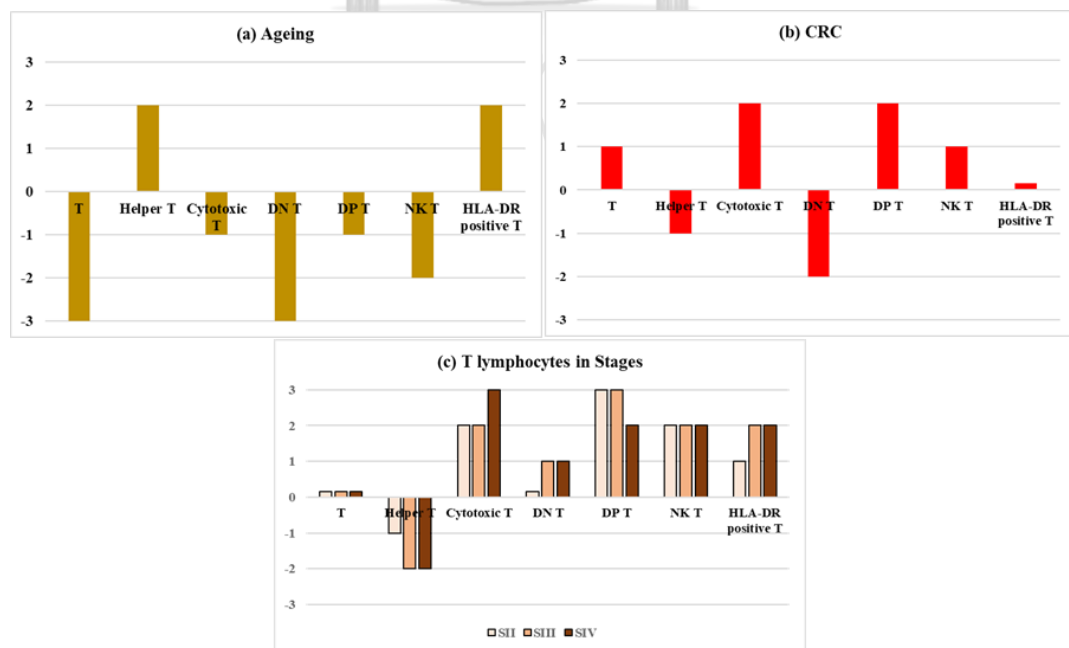 (a) Ageing
3
2
1
0
-1
-2
-3
T
Helper T
Cytotoxic
T
DN T
DP T
NK T
HLA-DR
positive T
(b) CRC
3
2
1
0
-1
-2
-3
T
Helper T
Cytotoxic T
DN T
DP T
NK T
HLA-DR
positive T
(c) T lymphocytes in Stages
3
2
1
0
-1
-2
-3
T
Helper T
Cytotoxic T
DN T
DP T
NK T
HLA-DR
positive T
SII SIII SIV